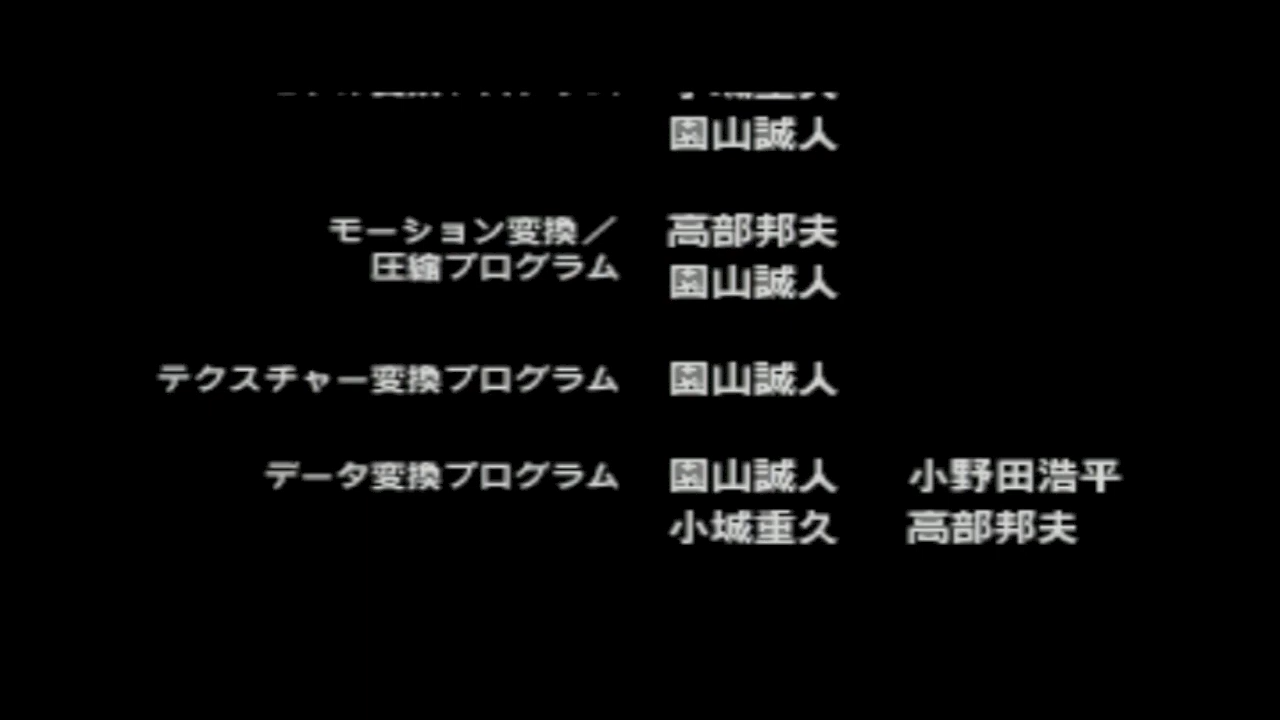 園山誠人
モーション変換／ 高部邦夫
圧縮プログラム 園山誠人
テクスチャー変換プログラム 園山誠人
データ変換プログラム 園山誠人 小野田浩平
小城重久 高部邦夫